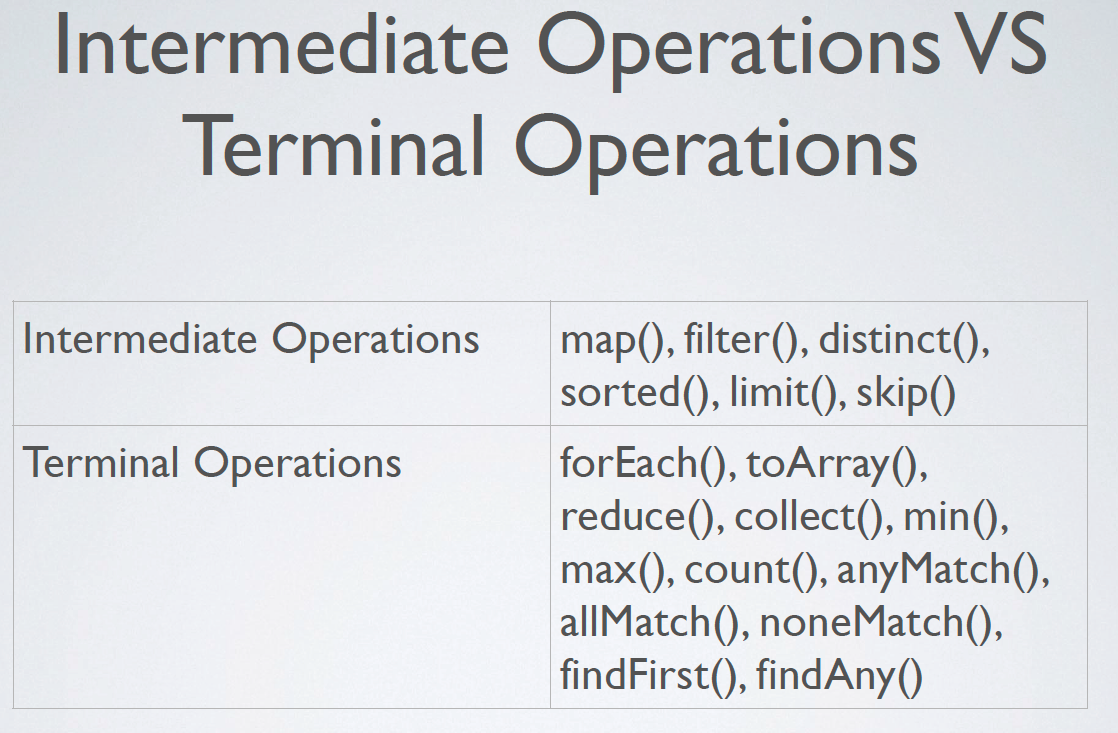 Intermediate Operations VS
Terminal Operations
Intermediate Operations
map(), filter(), distinct(),
sorted(), limit(), skip()
Terminal Operations
forEach(), toArray(),
reduce(), collect(), min(),
max(), count(), anyMatch(),
allMatch(), noneMatch(),
findFirst(), findAny()